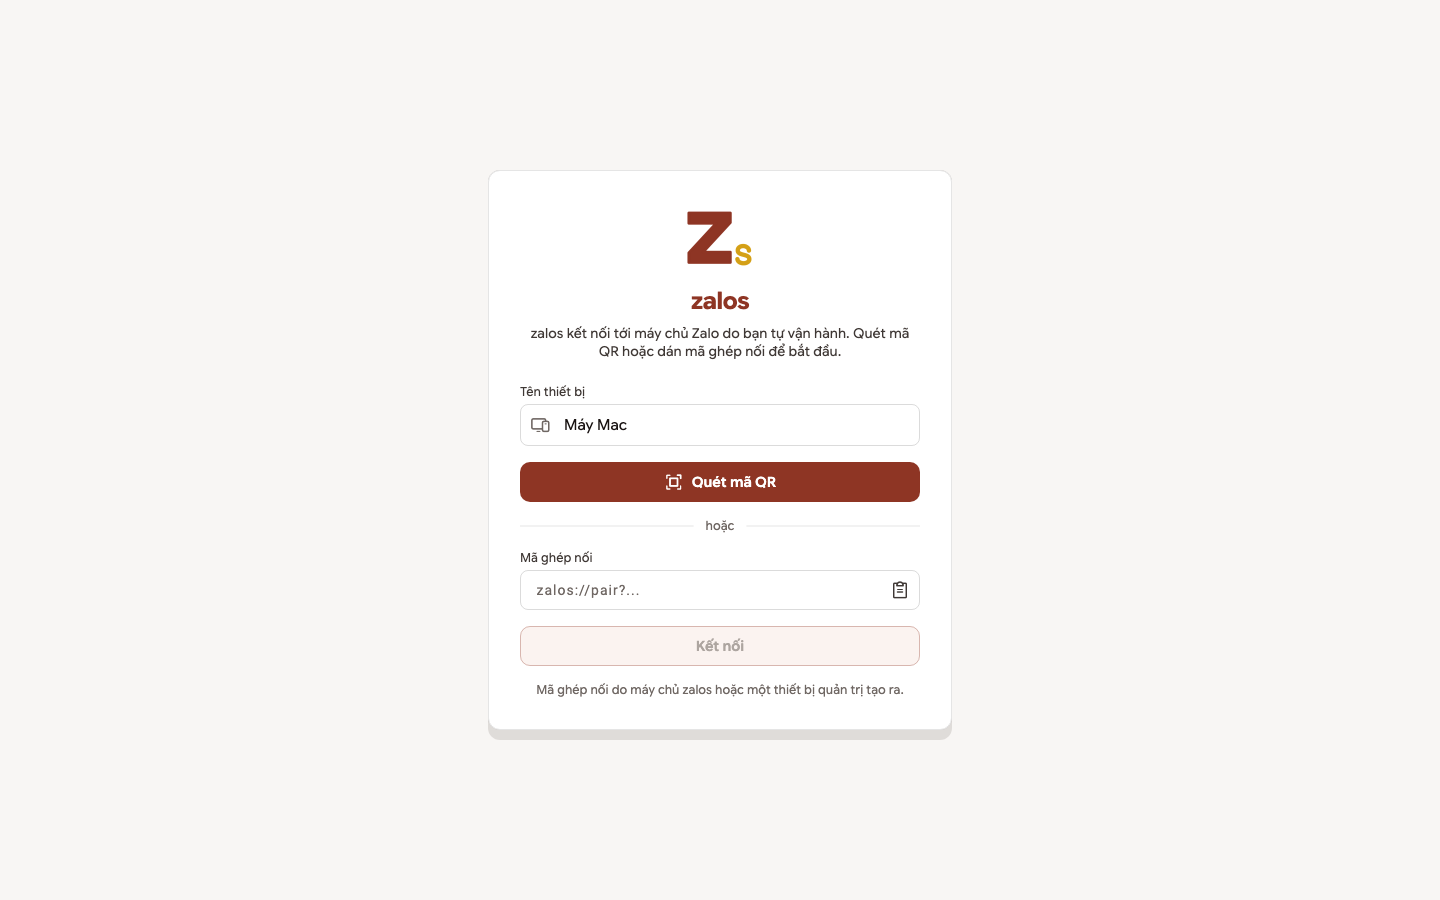 Zs
zalos
zalos kết nối tới máy chủ Zalo do bạn tự vận hành. Quét mã
QR hoặc dán mã ghép nối để bắt đầu.
Tên thiết bị
Máy Mac
Quét mã QR
hoặc
Mã ghép nối
zalos://pair?...
Kết nối
Mã ghép nối do máy chủ zalos hoặc một thiết bị quản trị tạo ra.